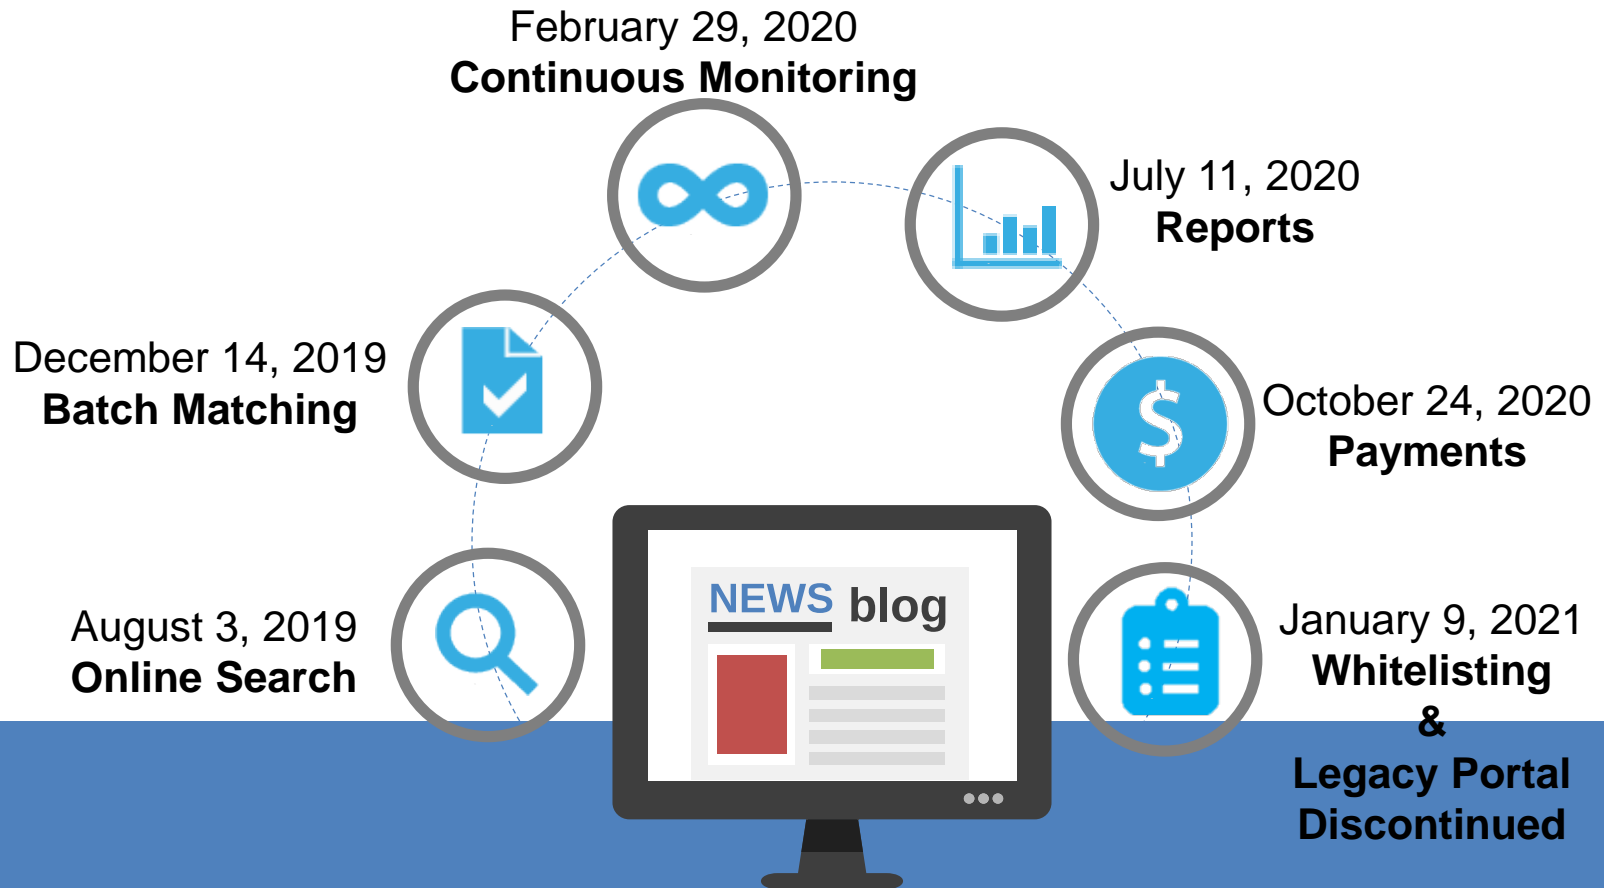 February 29, 2020
Continuous Monitoring
July 11, 2020
Reports
December 14, 2019
Batch Matching
October 24, 2020
Payments
$
NEWS blog
August 3, 2019
Online Search
January 9, 2021
Whitelisting
&
Legacy Portal
Discontinued